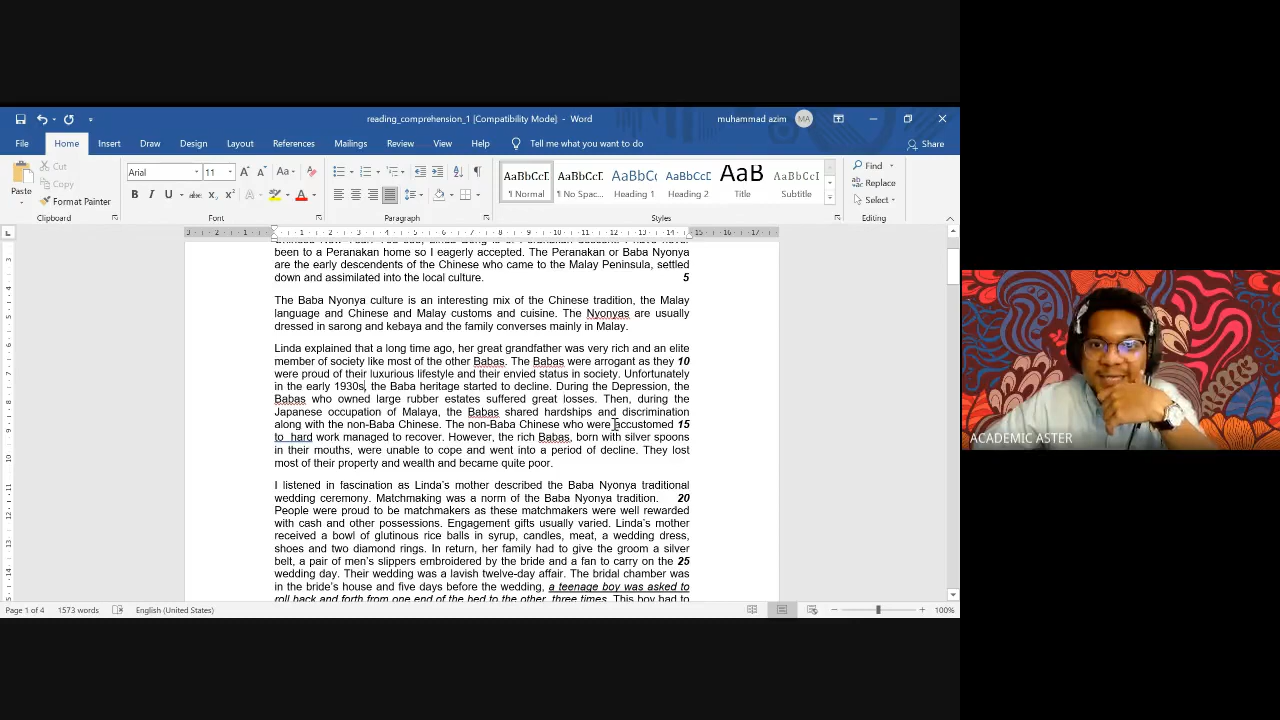 reading_comprehension_1 [Compatibility Mode] - Word
muhammad azim
MA
File Home Insert Draw Design Layout References Mailings Review View Help Tell me what you want to do Share
Paste
Cut
Copy
Format Painter
Clipboard
Arial 11
Font
Paragraph
AaBbCcI AaBbCcI AaBbCc AaBbCcI AaB AaBbCcI
¶ Normal ¶ No Spac... Heading 1 Heading 2 Title Subtitle
Styles
Find
Replace
Select
Editing
been to a Peranakan home so I eagerly accepted. The Peranakan or Baba Nyonya
are the early descendents of the Chinese who came to the Malay Peninsula, settled
down and assimilated into the local culture. 5
The Baba Nyonya culture is an interesting mix of the Chinese tradition, the Malay
language and Chinese and Malay customs and cuisine. The Nyonyas are usually
dressed in sarong and kebaya and the family converses mainly in Malay.
Linda explained that a long time ago, her great grandfather was very rich and an elite
member of society like most of the other Babas. The Babas were arrogant as they 10
were proud of their luxurious lifestyle and their envied status in society. Unfortunately
in the early 1930s, the Baba heritage started to decline. During the Depression, the
Babas who owned large rubber estates suffered great losses. Then, during the
Japanese occupation of Malaya, the Babas shared hardships and discrimination
along with the non-Baba Chinese. The non-Baba Chinese who were accustomed 15
to hard work managed to recover. However, the rich Babas, born with silver spoons
in their mouths, were unable to cope and went into a period of decline. They lost
most of their property and wealth and became quite poor.
I listened in fascination as Linda's mother described the Baba Nyonya traditional
wedding ceremony. Matchmaking was a norm of the Baba Nyonya tradition. 20
People were proud to be matchmakers as these matchmakers were well rewarded
with cash and other possessions. Engagement gifts usually varied. Linda's mother
received a bowl of glutinous rice balls in syrup, candles, meat, a wedding dress,
shoes and two diamond rings. In return, her family had to give the groom a silver
belt, a pair of men's slippers embroidered by the bride and a fan to carry on the 25
wedding day. Their wedding was a lavish twelve-day affair. The bridal chamber was
in the bride's house and five days before the wedding, a teenage boy was asked to
roll back and forth from one end of the bed to the other, three times. This boy had to
Page 1 of 4 1573 words English (United States) 100%
ACADEMIC ASTER